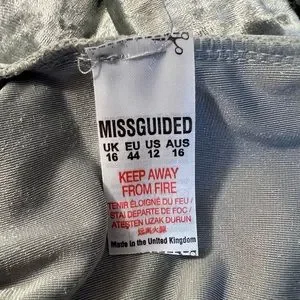 MISSGUIDED
UK EU US AUS
16 44 12 16
KEEP AWAY
FROM FIRE
TENIR ÉLOIGNÉ DU FEU /
STAI DEPARTE DE FOC /
ATESTEN UZAK DURUN
Made in the United Kingdom